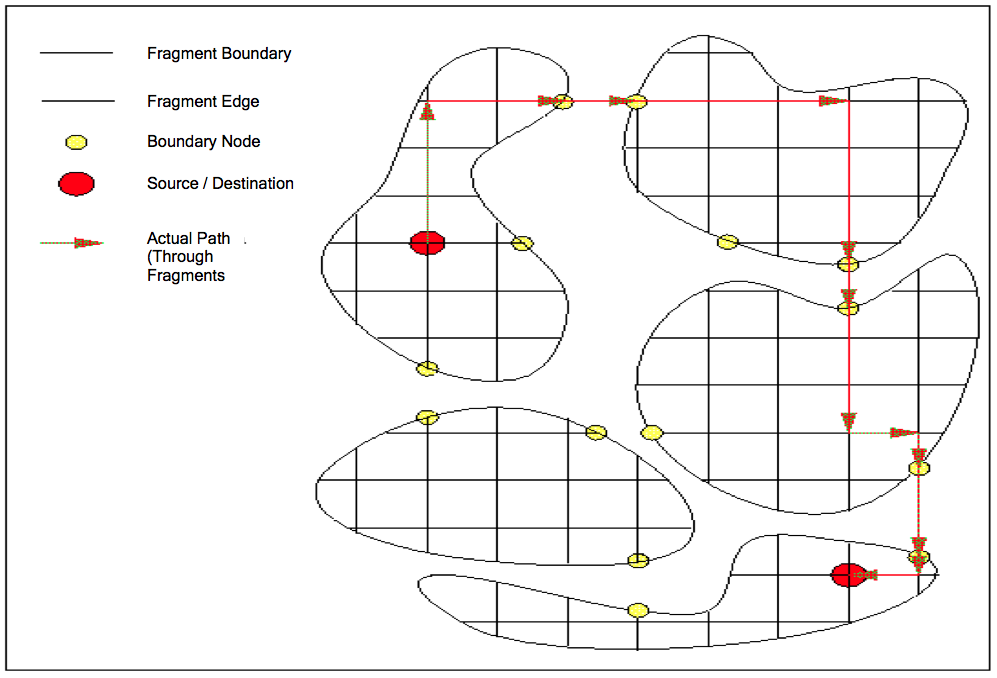 Fragment Boundary
Fragment Edge
Boundary Node
Source / Destination
Actual Path .
(Through
Fragments